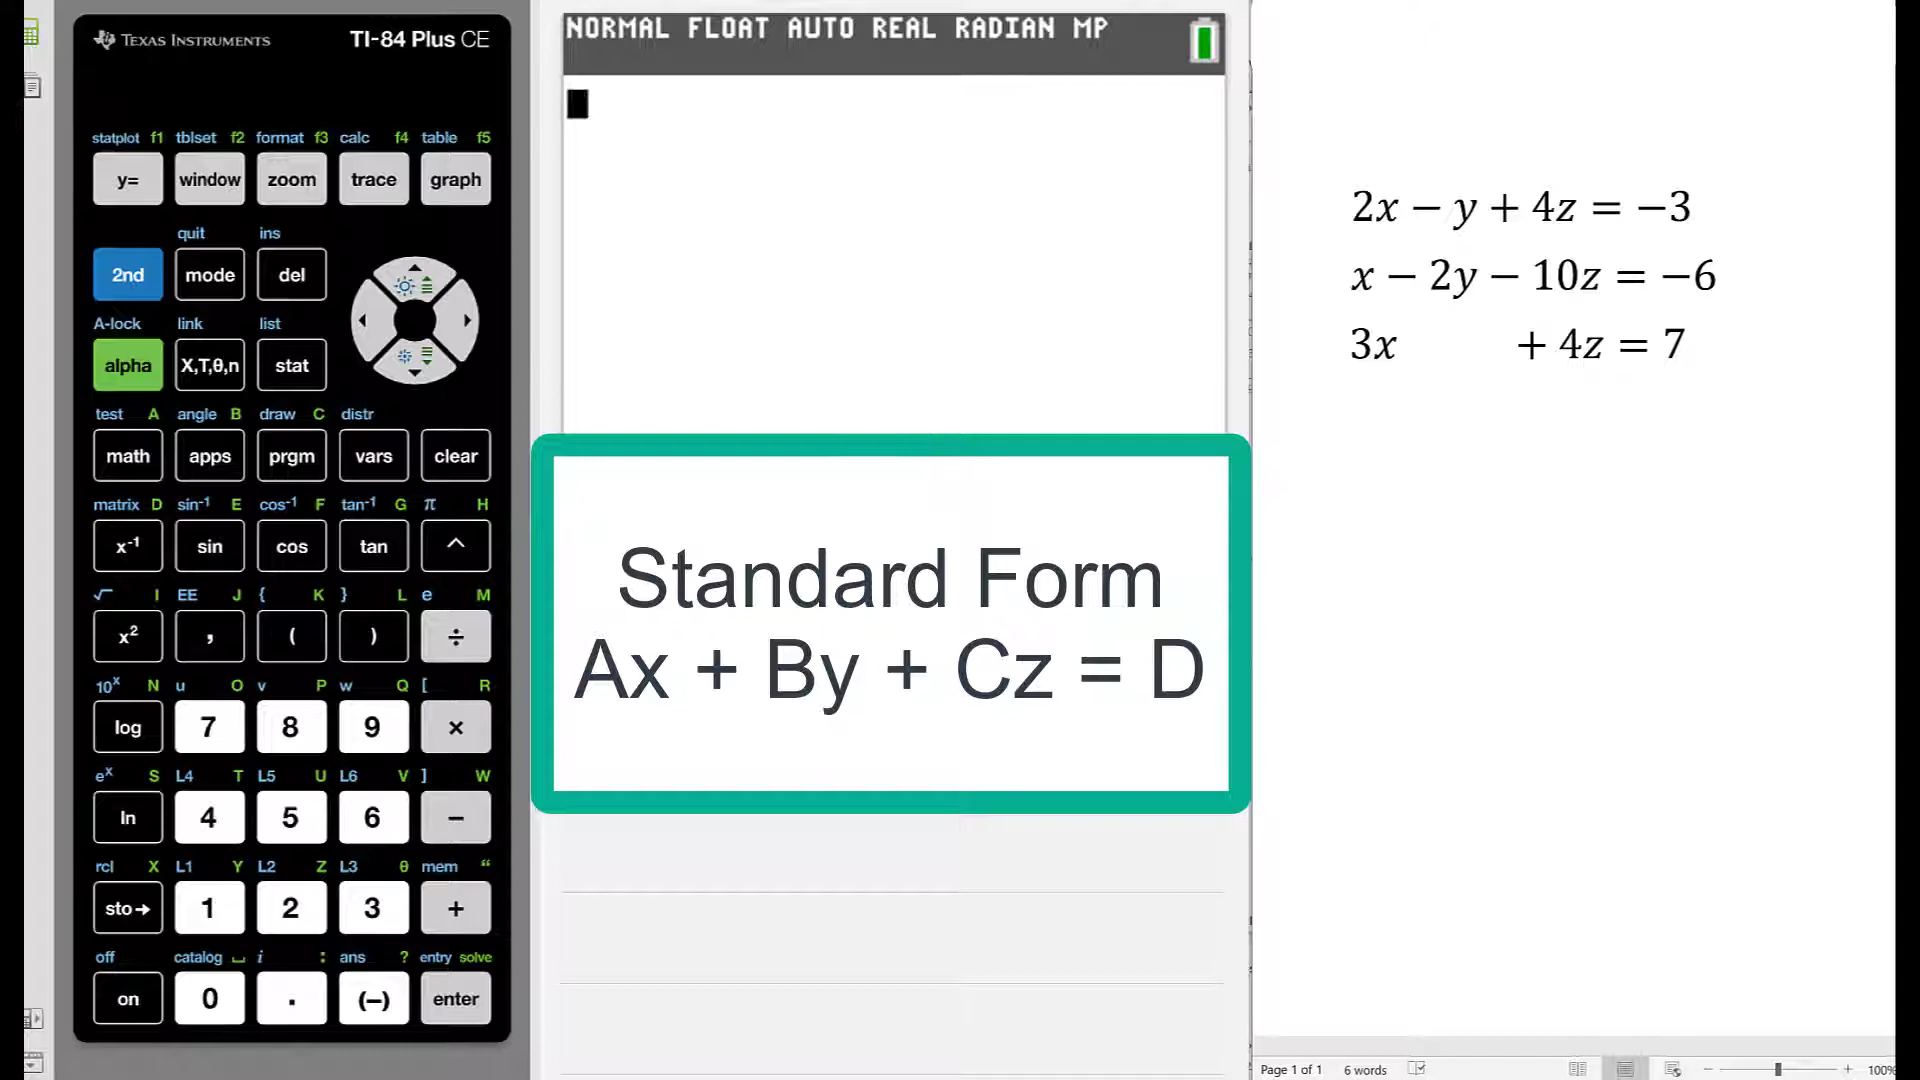 TEXAS INSTRUMENTS TI-84 Plus CE
statplot f1 tblset f2 format f3 calc f4 table f5
y= window zoom trace graph
quit ins
2nd mode del
A-lock link list
alpha X,T,θ,n stat
test A angle B draw C distr
math apps prgm vars clear
matrix D sin⁻¹ E cos⁻¹ F tan⁻¹ G π H
x⁻¹ sin cos tan ^
√ I EE J { K } L e M
x² , ( ) ÷
10ˣ N u O v P w Q [ R
log 7 8 9 ×
eˣ S L4 T L5 U L6 V ] W
ln 4 5 6 −
rcl X L1 Y L2 Z L3 θ mem “
sto→ 1 2 3 +
off catalog ⎵ i : ans ? entry solve
on 0 . (−) enter
NORMAL FLOAT AUTO REAL RADIAN MP
Standard Form
Ax + By + Cz = D
2x − y + 4z = −3
x − 2y − 10z = −6
3x + 4z = 7
Page 1 of 1 6 words 100%